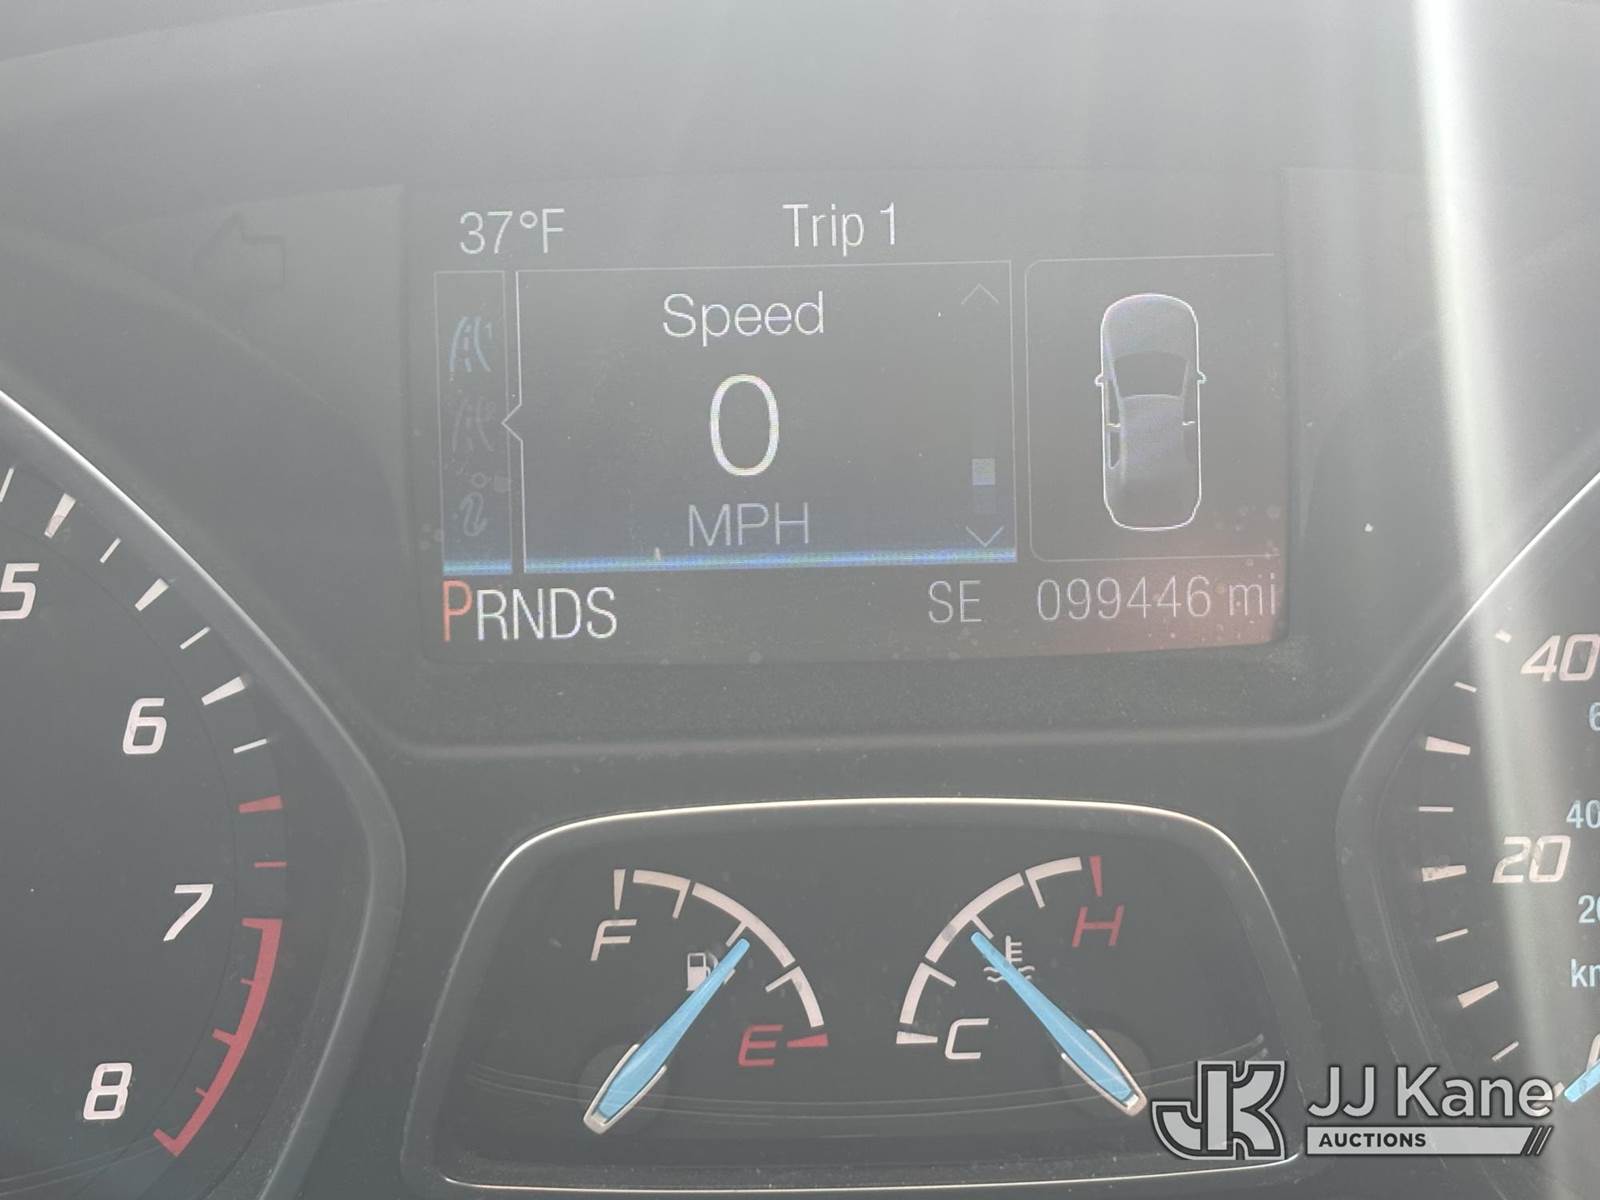 37°F Trip 1
Speed
0
MPH
PRNDS SE 099446 mi
5
6
7
8
F
E
C
H
40
20
JJ Kane
AUCTIONS
JK